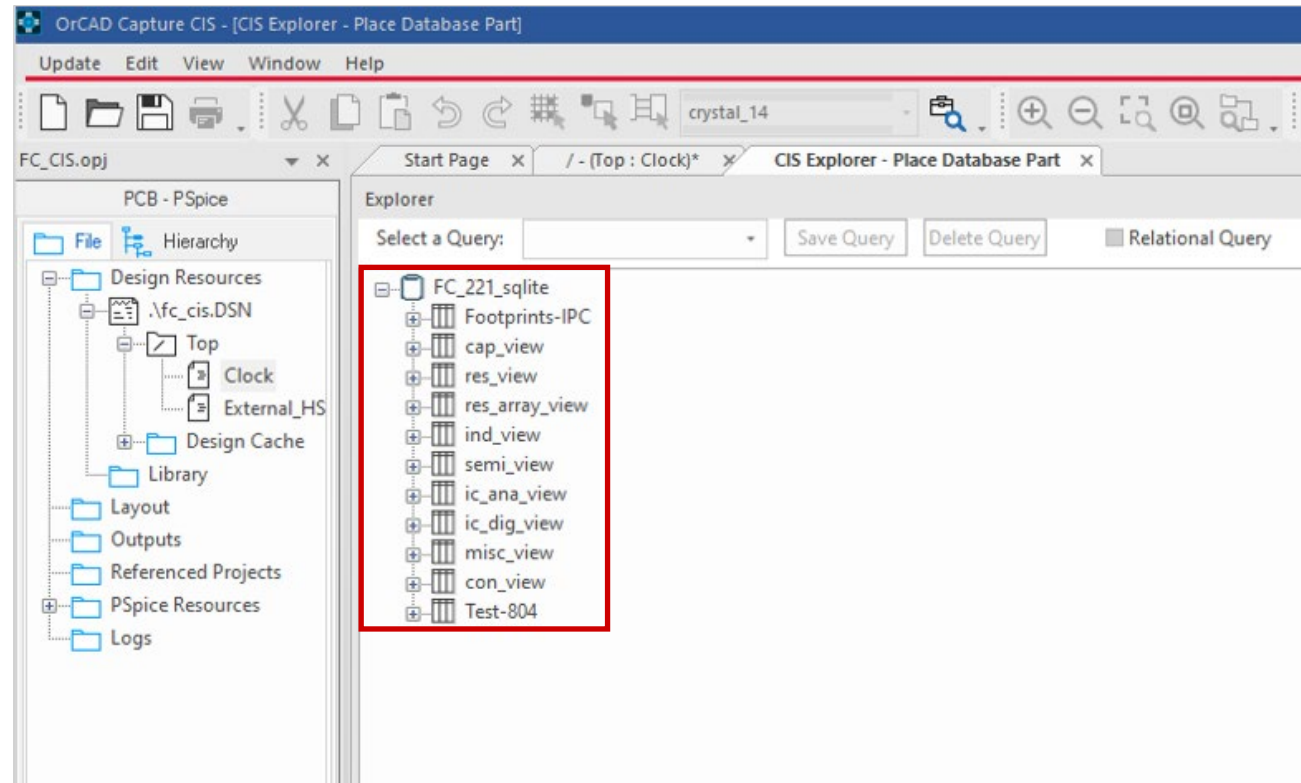 OrCAD Capture CIS - [CIS Explorer - Place Database Part]
Update Edit View Window Help
crystal_14
FC_CIS.opj
Start Page / - (Top : Clock)* CIS Explorer - Place Database Part
PCB - PSpice
Explorer
File Hierarchy
Select a Query: Save Query Delete Query Relational Query
Design Resources
.\fc_cis.DSN
Top
Clock
External_HS
Design Cache
Library
Layout
Outputs
Referenced Projects
PSpice Resources
Logs
FC_221_sqlite
Footprints-IPC
cap_view
res_view
res_array_view
ind_view
semi_view
ic_ana_view
ic_dig_view
misc_view
con_view
Test-804